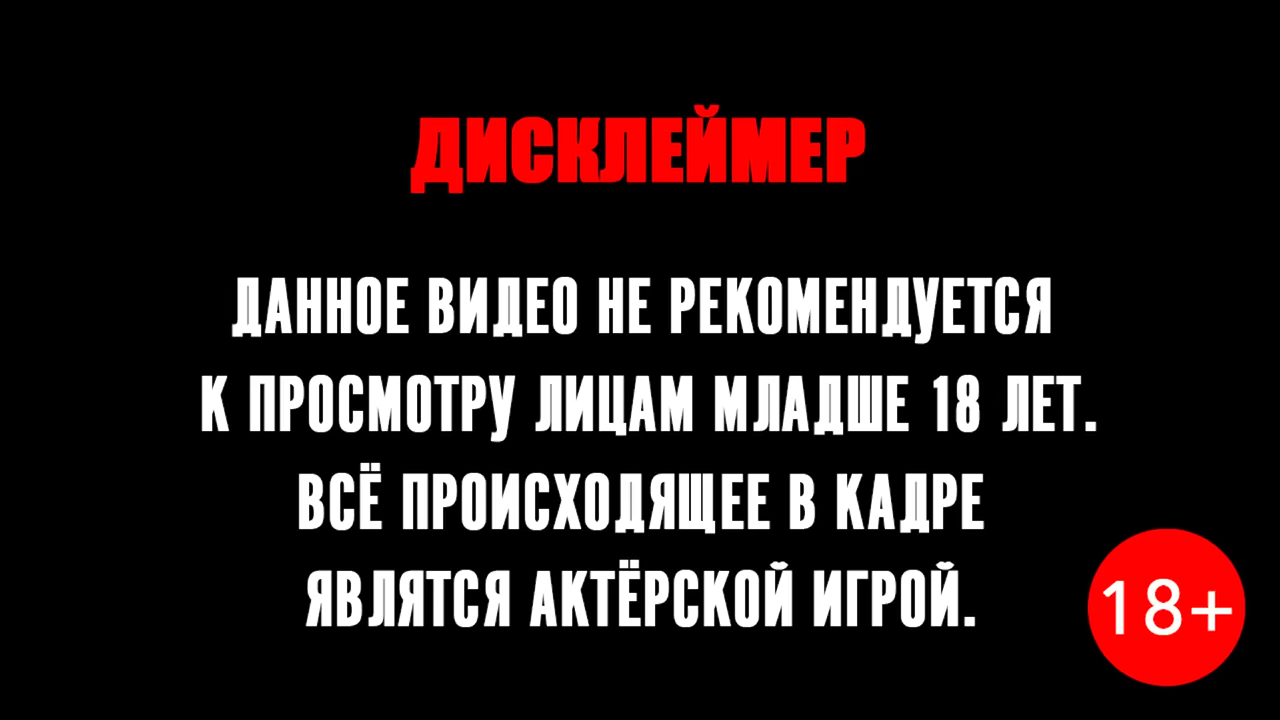 ДИСКЛЕЙМЕР
ДАННОЕ ВИДЕО НЕ РЕКОМЕНДУЕТСЯ
К ПРОСМОТРУ ЛИЦАМ МЛАДШЕ 18 ЛЕТ.
ВСЁ ПРОИСХОДЯЩЕЕ В КАДРЕ
ЯВЛЯТСЯ АКТЁРСКОЙ ИГРОЙ.
18+